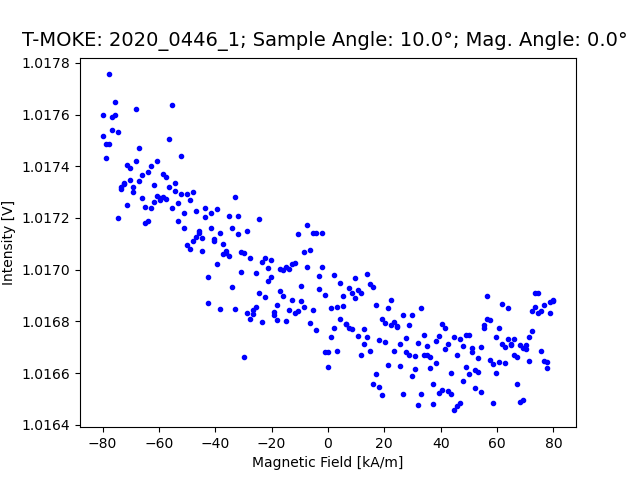 T-MOKE: 2020_0446_1; Sample Angle: 10.0°; Mag. Angle: 0.0°
1.0178
1.0176
1.0174
1.0172
1.0170
1.0168
1.0166
1.0164
Intensity [V]
−80 −60 −40 −20 0 20 40 60 80
Magnetic Field [kA/m]